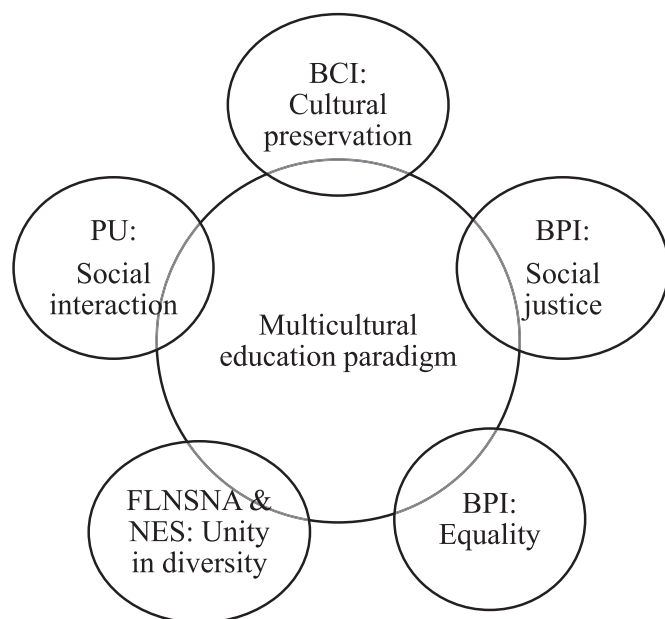 BCI:
Cultural
preservation
PU:
Social
interaction
BPI:
Social
justice
Multicultural
education paradigm
FLNSNA &
NES: Unity
in diversity
BPI:
Equality